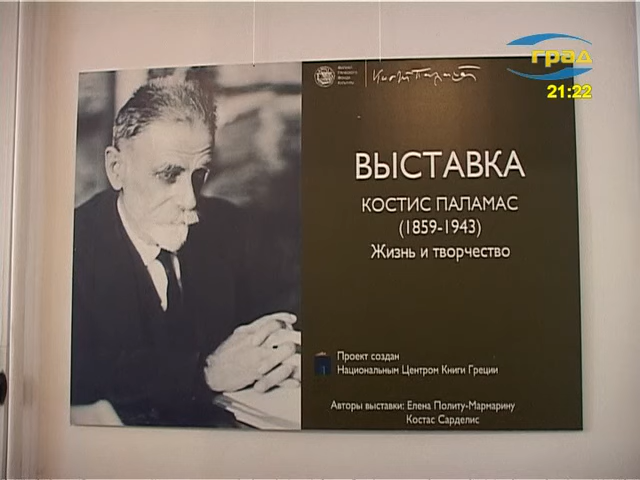 град
21:22
ВЫСТАВКА
КОСТИС ПАЛАМАС
(1859-1943)
Жизнь и творчество
Проект создан
Национальным Центром Книги Греции
Авторы выставки: Елена Политу-Мармарину
Костас Сарделис